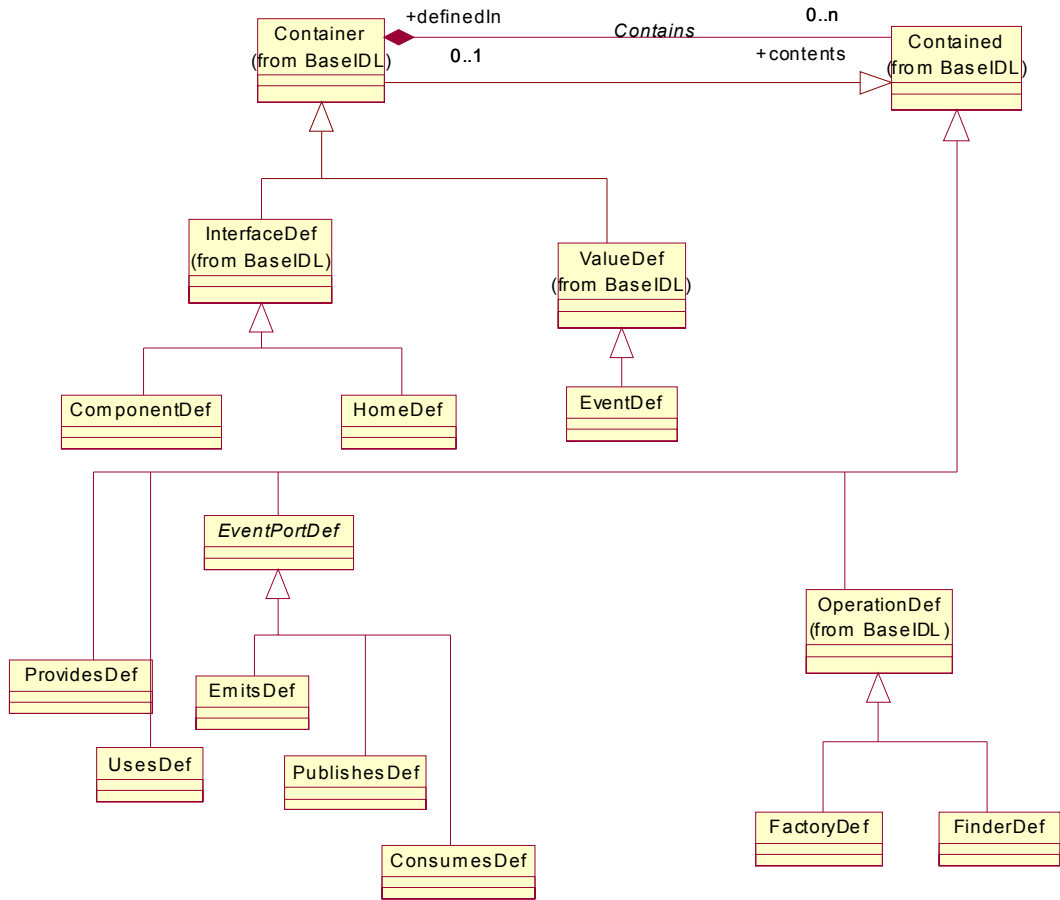 +definedIn
0..n
Container
(from BaseIDL)
Contains
Contained
(from BaseIDL)
0..1
+contents
InterfaceDef
(from BaseIDL)
ValueDef
(from BaseIDL)
ComponentDef
HomeDef
EventDef
EventPortDef
OperationDef
(from BaseIDL)
ProvidesDef
EmitsDef
UsesDef
PublishesDef
FactoryDef
FinderDef
ConsumesDef